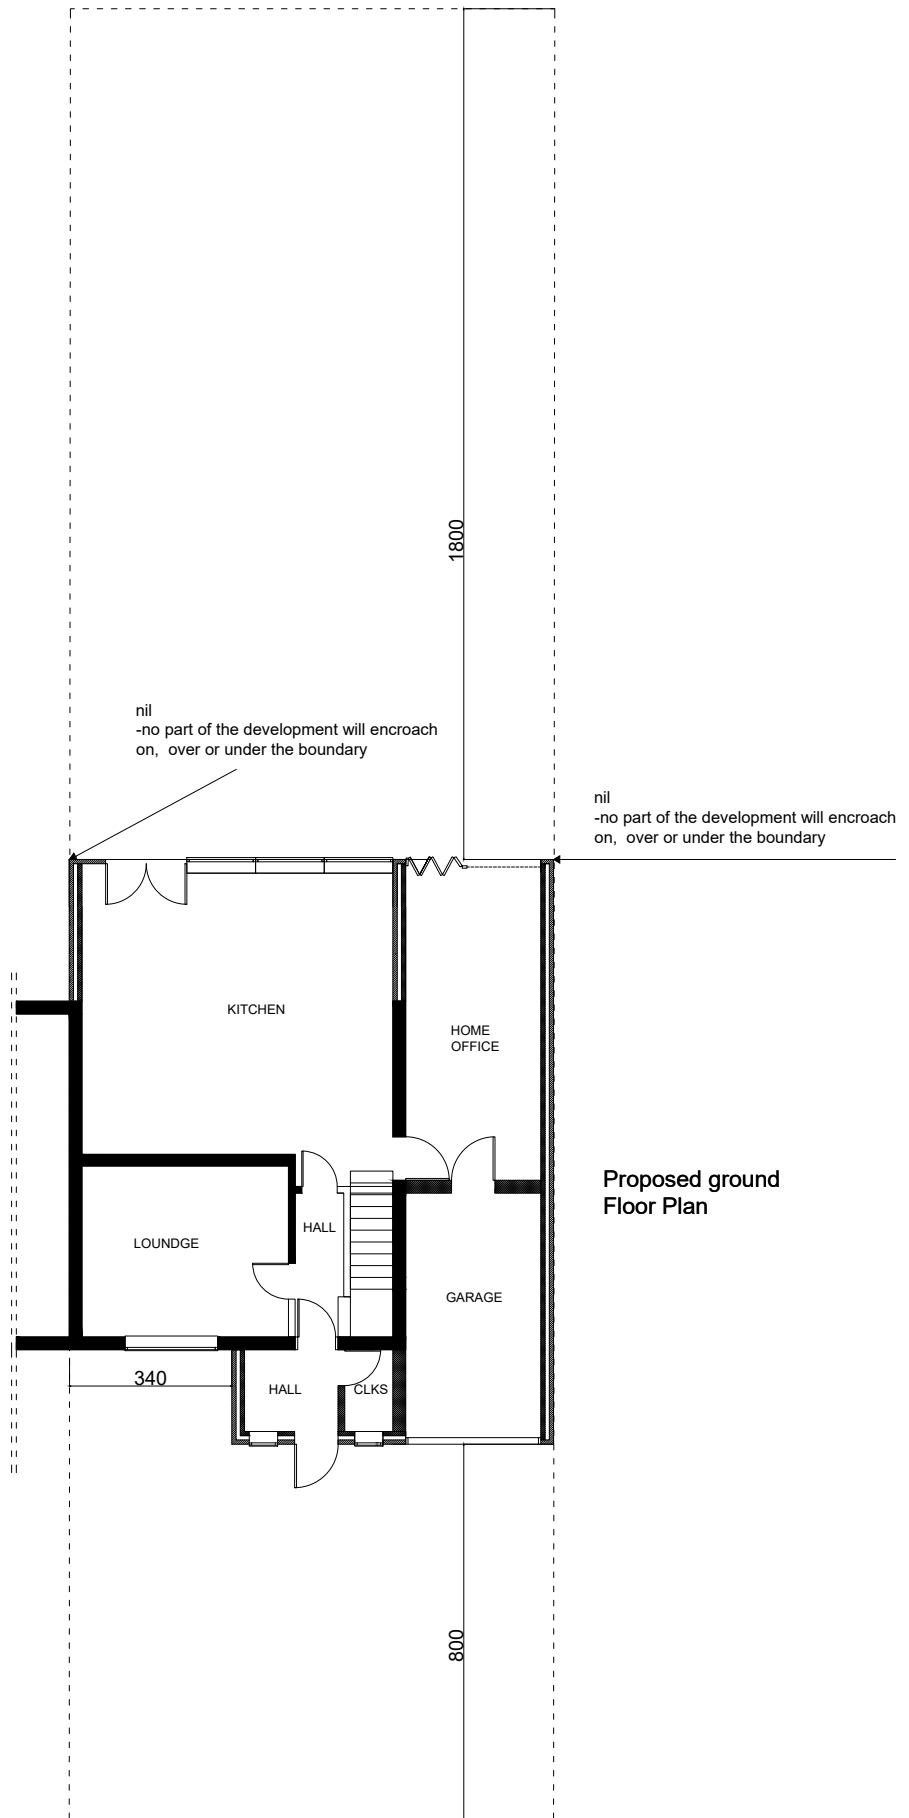 1800
nil
-no part of the development will encroach
on, over or under the boundary
nil
-no part of the development will encroach
on, over or under the boundary
KITCHEN
HOME
OFFICE
Proposed ground
Floor Plan
HALL
LOUNDGE
GARAGE
340
HALL
CLKS
800